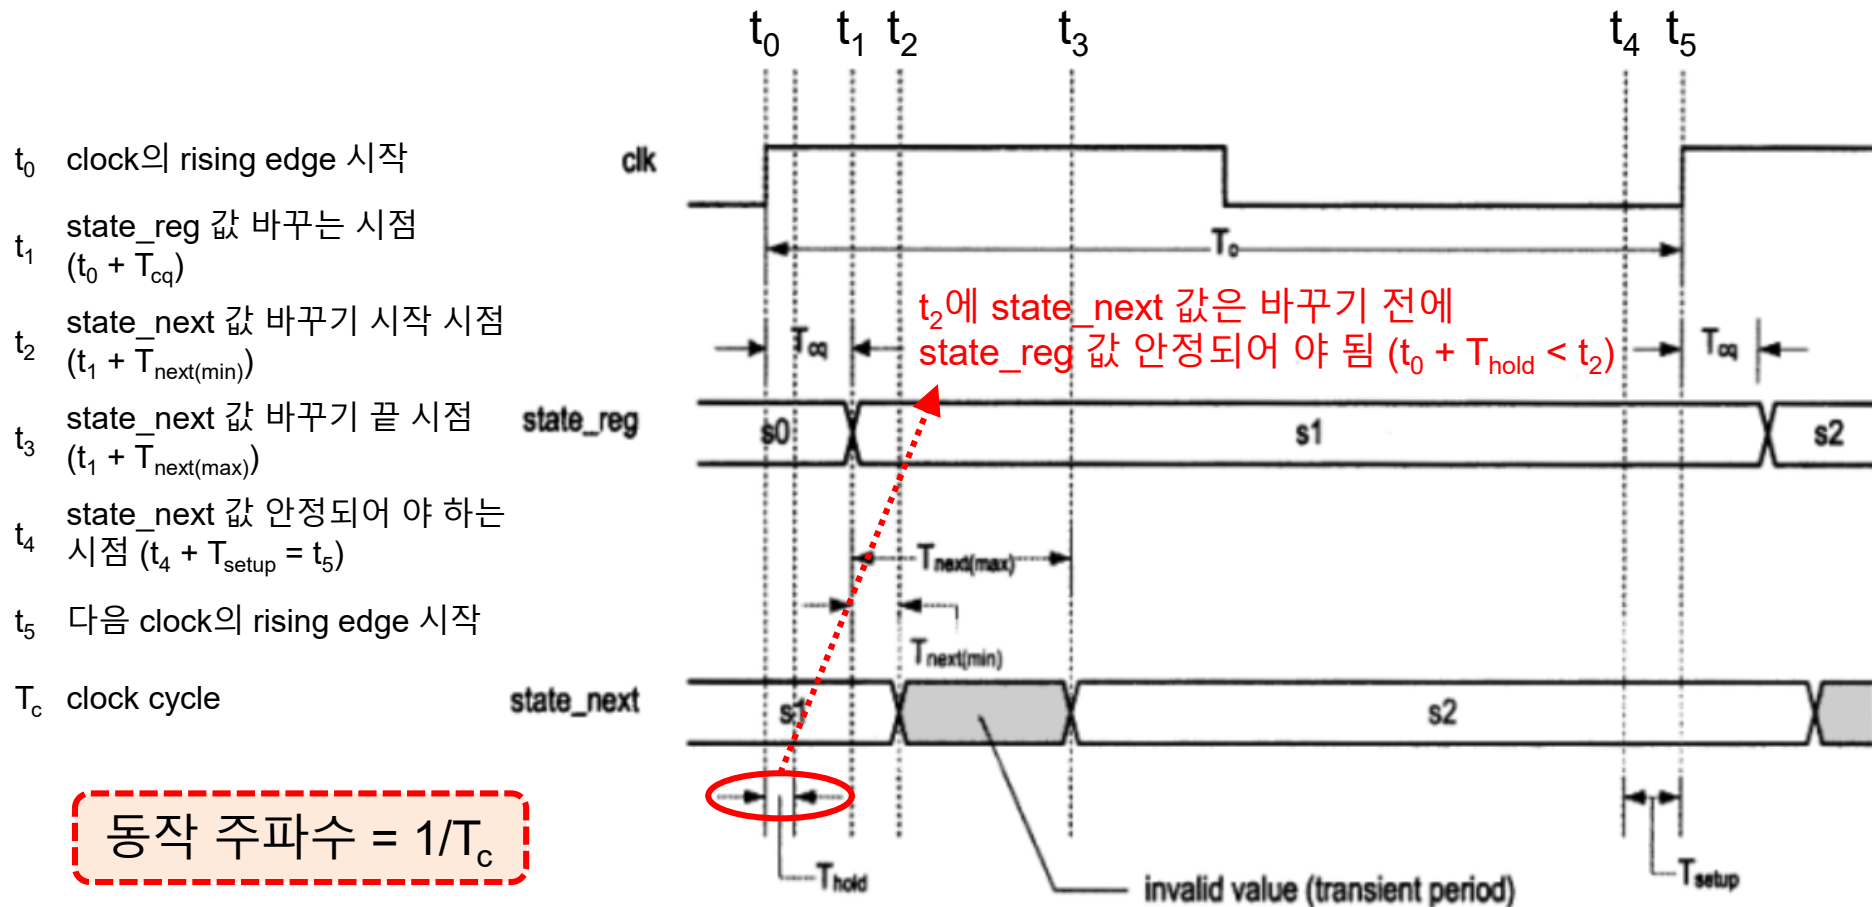 t0 t1 t2 t3 t4 t5
t0 clock의 rising edge 시작
t1 state_reg 값 바꾸는 시점
(t0 + Tcq)
t2 state_next 값 바꾸기 시작 시점
(t1 + Tnext(min))
t3 state_next 값 바꾸기 끝 시점
(t1 + Tnext(max))
t4 state_next 값 안정되어 야 하는
시점 (t4 + Tsetup = t5)
t5 다음 clock의 rising edge 시작
Tc clock cycle
동작 주파수 = 1/Tc
clk
Tc
t2에 state_next 값은 바꾸기 전에
state_reg 값 안정되어 야 됨 (t0 + Thold < t2)
Tcq
Tcq
state_reg
s0
s1
s2
Tnext(max)
Tnext(min)
state_next
s1
s2
Thold
Tsetup
invalid value (transient period)